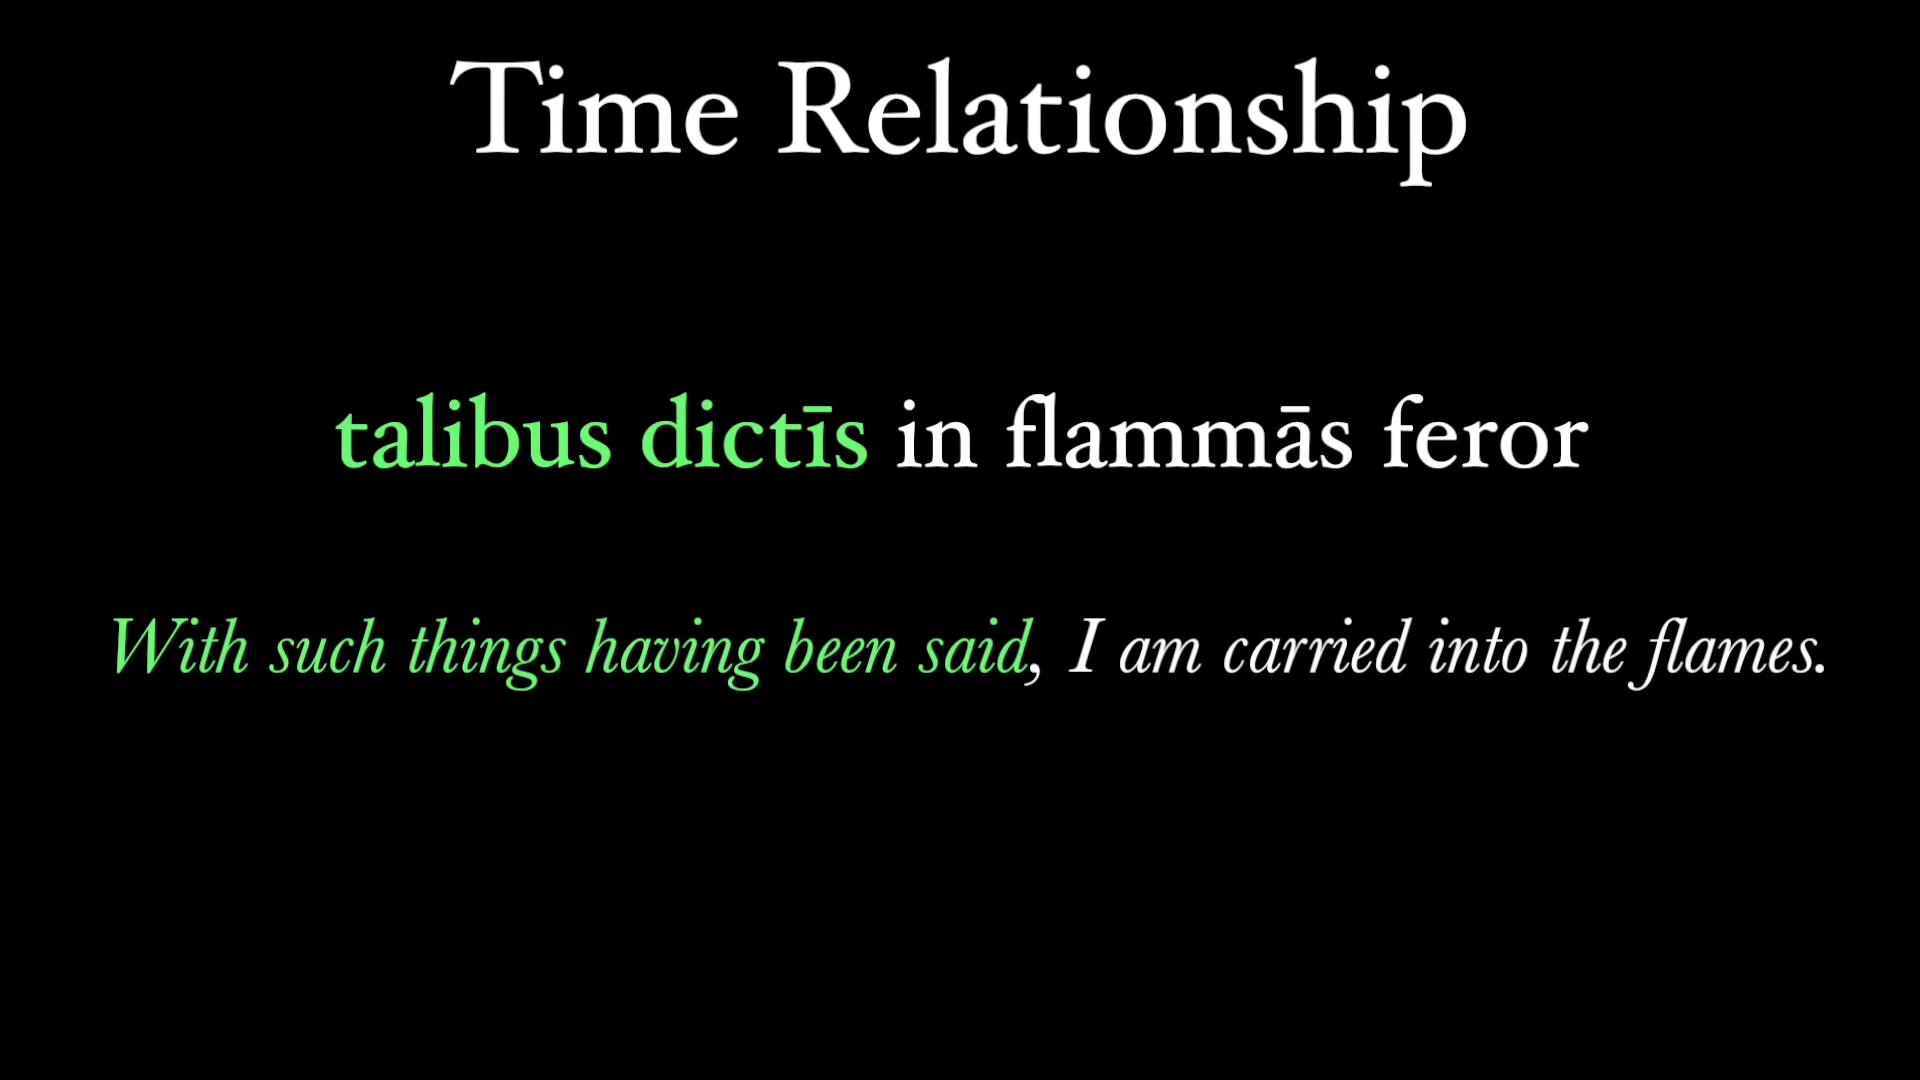 Time Relationship
talibus dictīs in flammās feror
With such things having been said, I am carried into the flames.